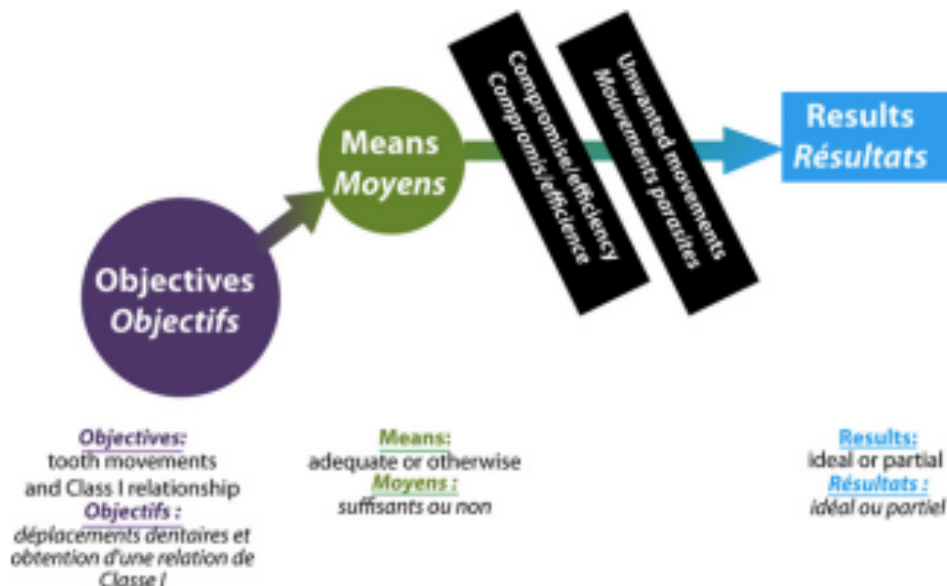 Objectives
Objectifs
Means
Moyens
Compromise/efficiency
Compromis/efficience
Unwanted movements
Mouvements parasites
Results
Résultats
Objectives:
tooth movements
and Class I relationship
Objectifs :
déplacements dentaires et
obtention d'une relation de
Classe I
Means:
adequate or otherwise
Moyens :
suffisants ou non
Results:
ideal or partial
Résultats :
idéal ou partiel